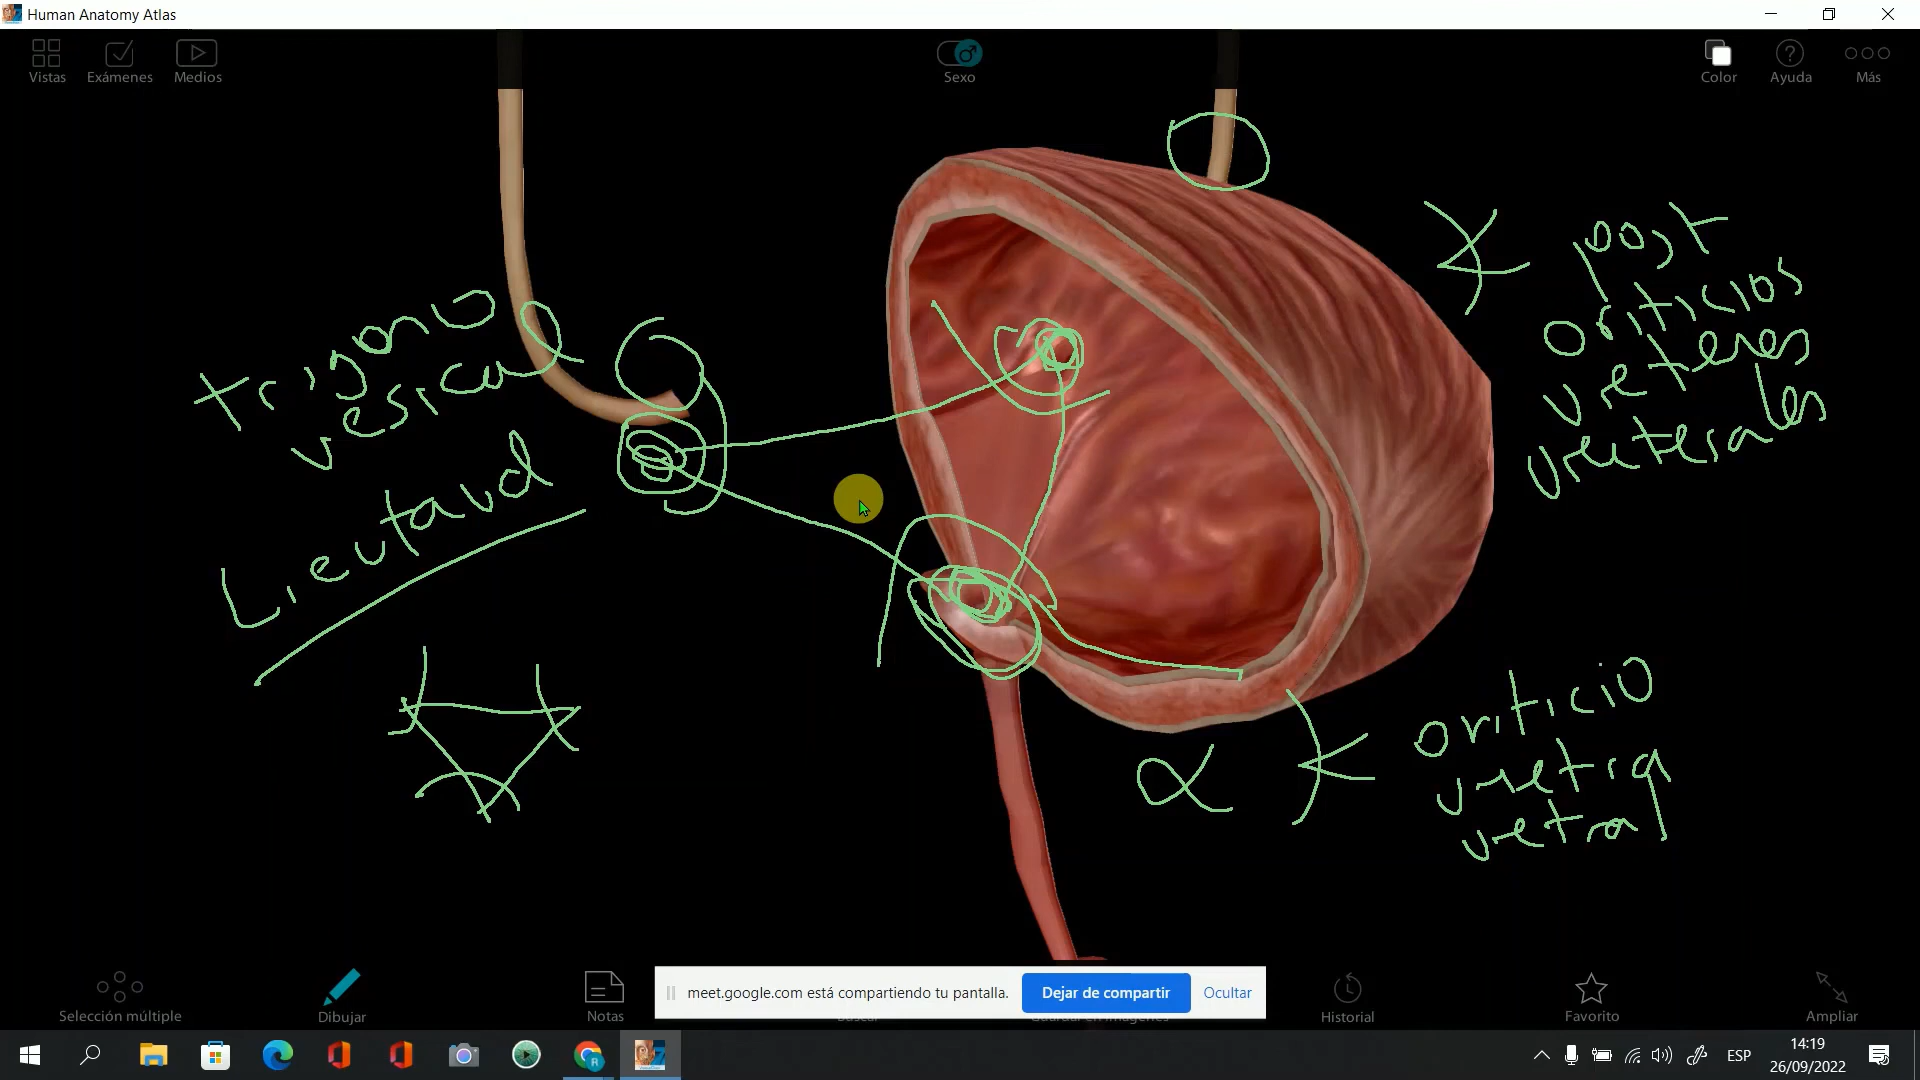 Human Anatomy Atlas
Vistas
Exámenes
Medios
Sexo
Color
Ayuda
Más
trigono
vesical
Lieutaud
post
orificios
ureteres
ureterales
orificio
uretra
Selección múltiple
Dibujar
Notas
meet.google.com está compartiendo tu pantalla.
Dejar de compartir
Ocultar
Historial
Favorito
Ampliar
ESP
14:19
26/09/2022